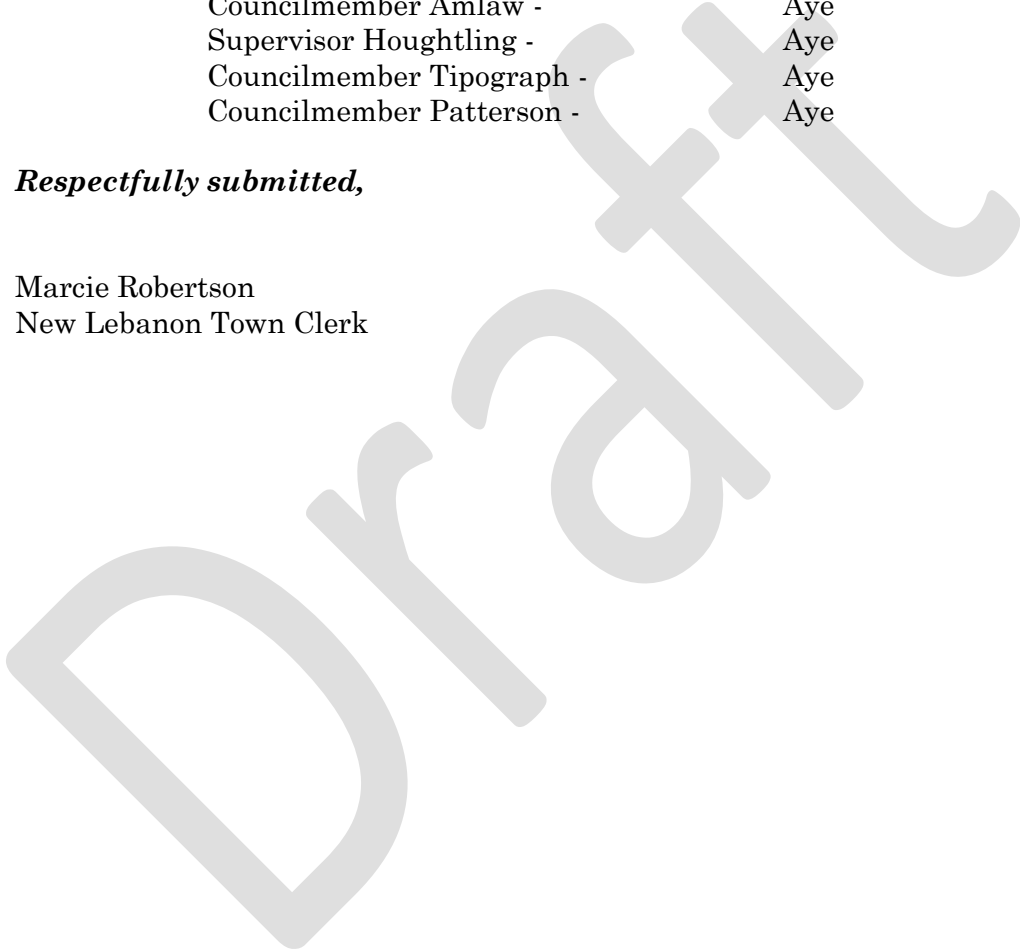 Councilmember Amlaw - Aye
Supervisor Houghtling - Aye
Councilmember Tipograph - Aye
Councilmember Patterson - Aye
Respectfully submitted,
Marcie Robertson
New Lebanon Town Clerk
Draft